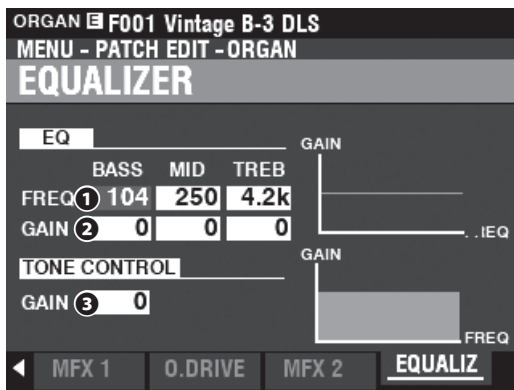 ORGAN E F001 Vintage B-3 DLS
MENU - PATCH EDIT - ORGAN
EQUALIZER
EQ
GAIN
BASS MID TREB
FREQ 1 104 250 4.2k
GAIN 2 0 0 0
. . IEQ
TONE CONTROL
GAIN
GAIN 3 0
FREQ
MFX 1 O.DRIVE MFX 2 EQUALIZ